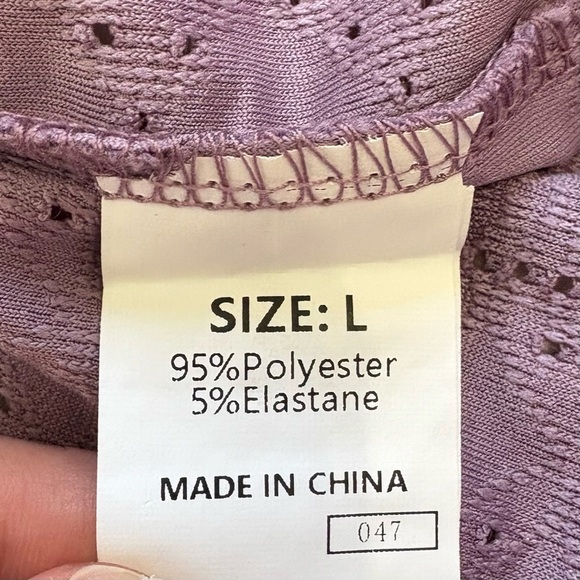 SIZE: L
95%Polyester
5%Elastane
MADE IN CHINA
047